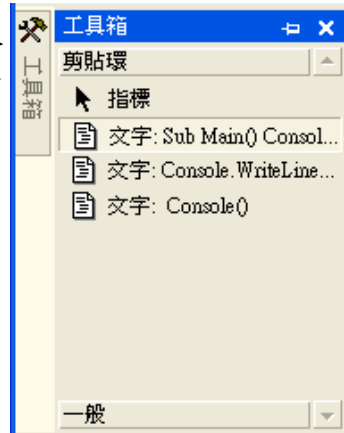 工具箱
工具箱
剪貼環
指標
文字: Sub Main() Consol...
文字: Console.WriteLine...
文字: Console()
一般